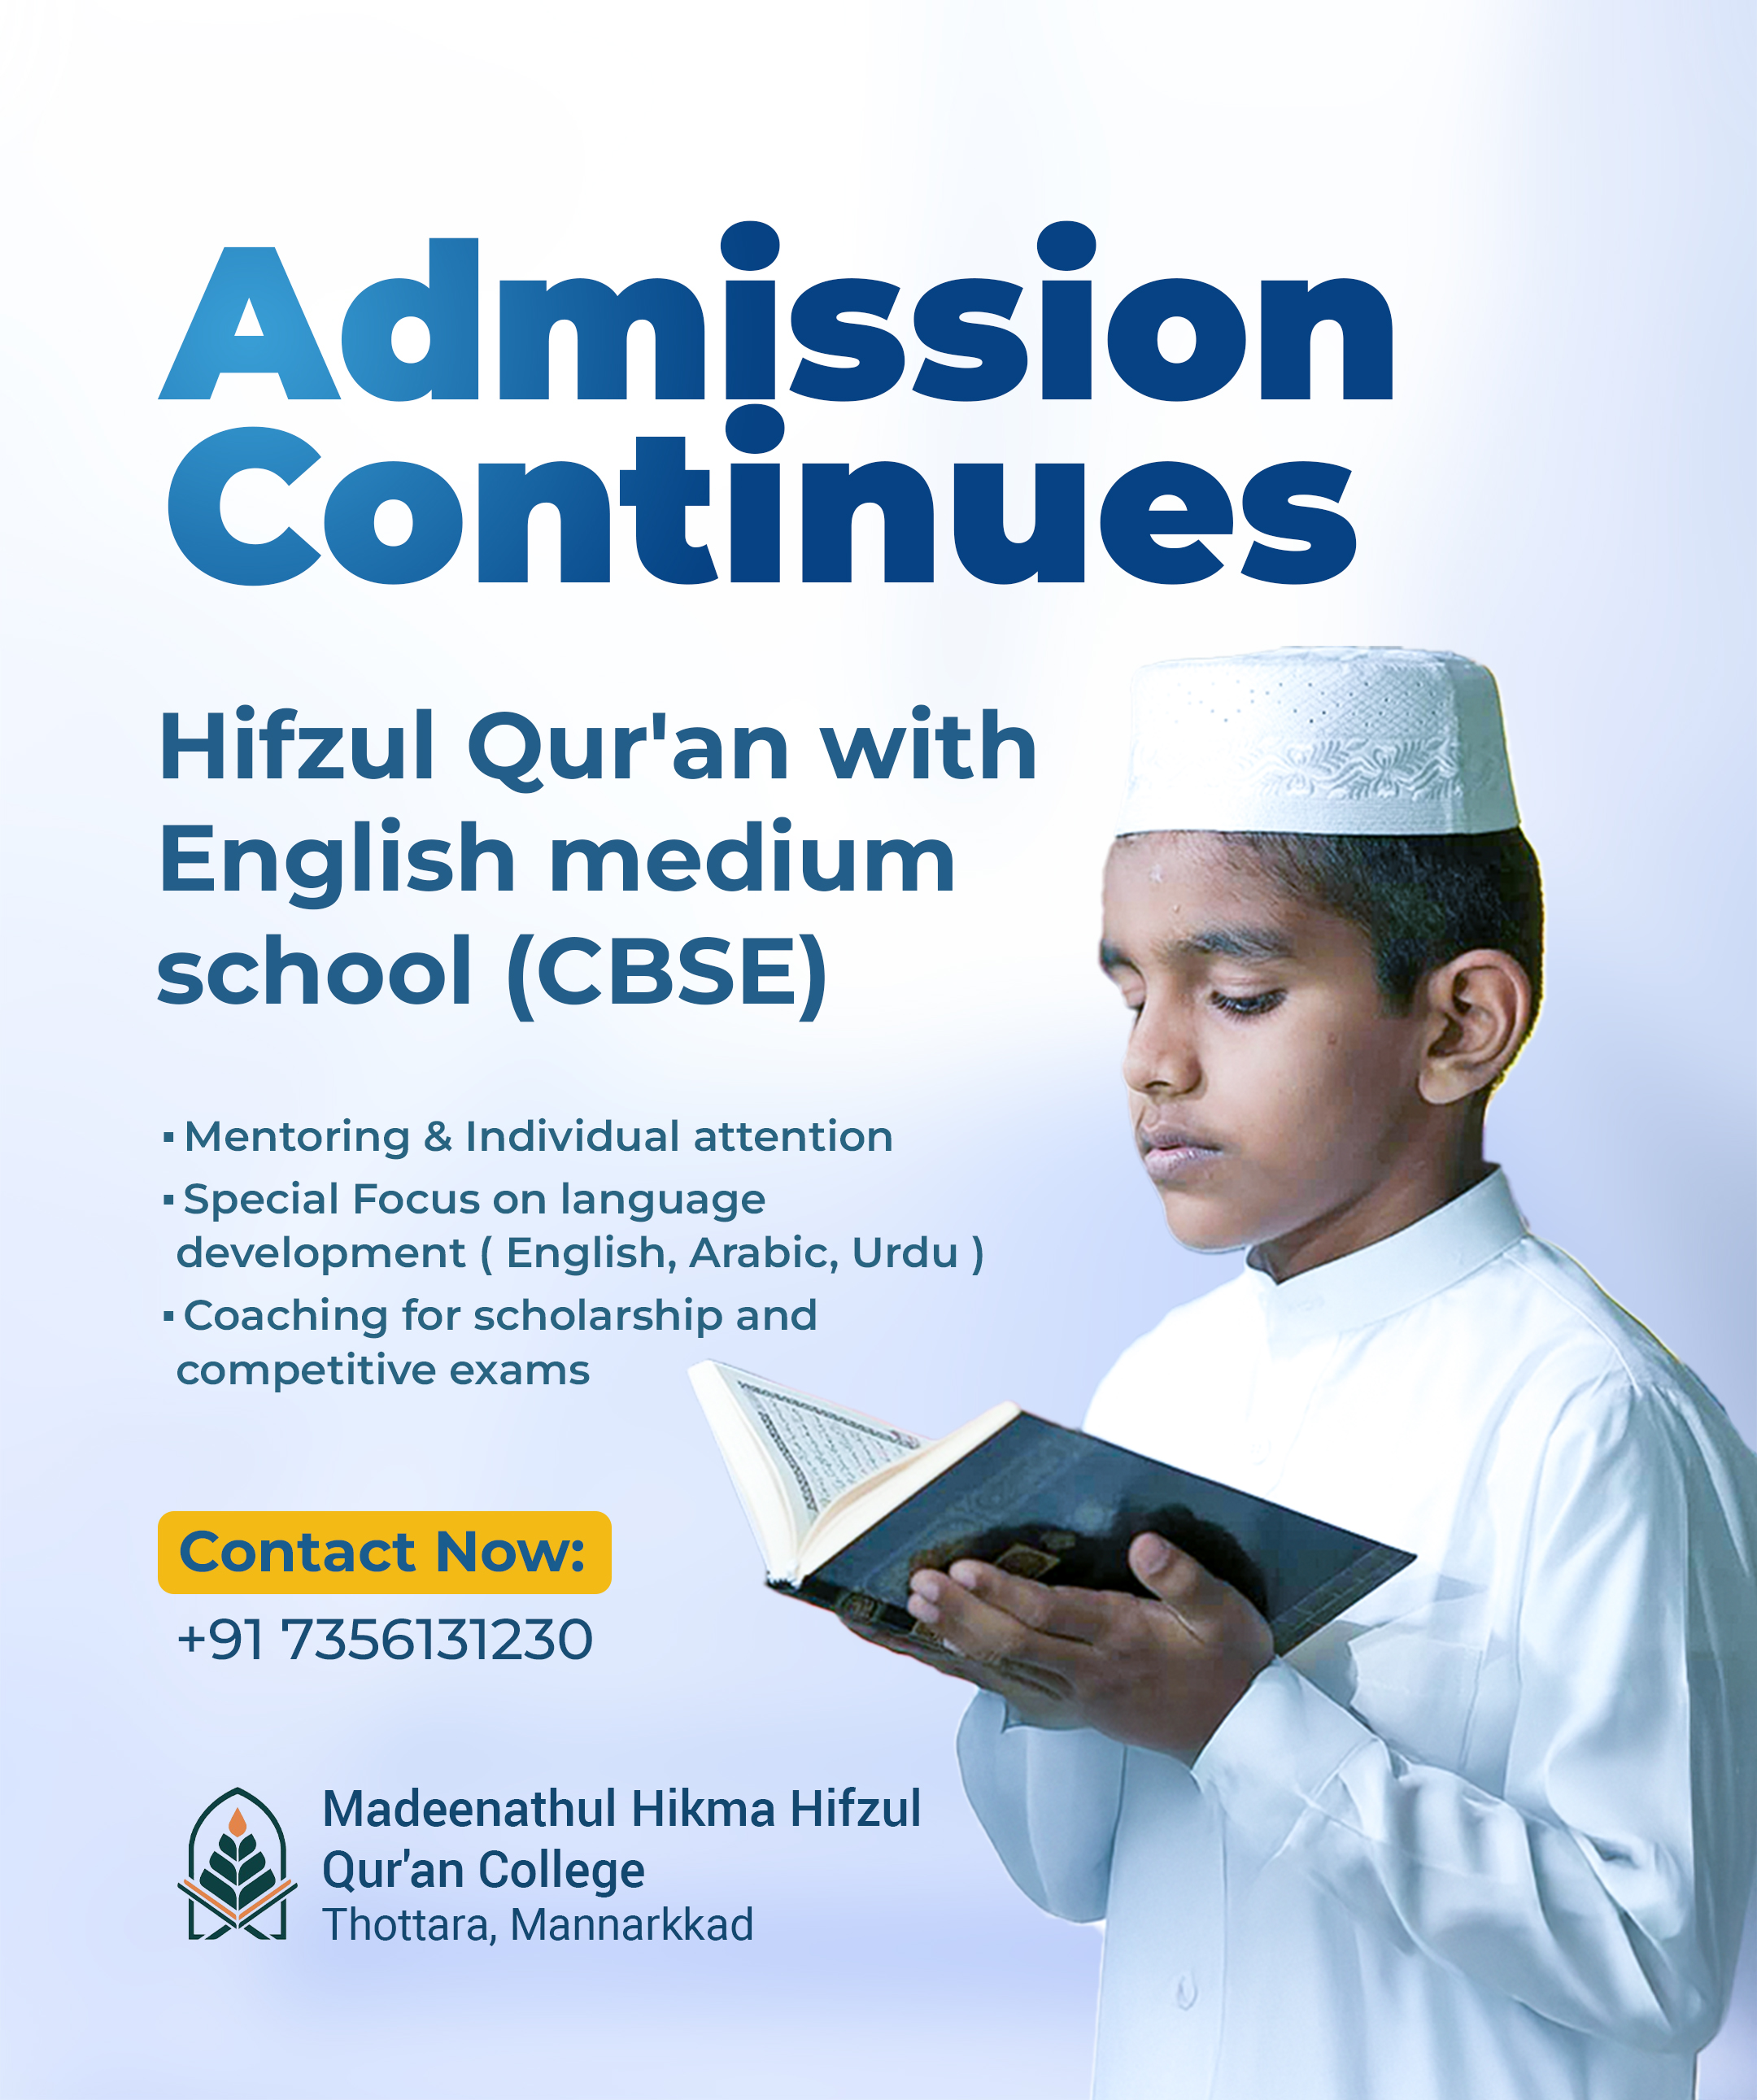 Admission
Continues
Hifzul Qur'an with
English medium
school (CBSE)
▪ Mentoring & Individual attention
▪ Special Focus on language
development ( English, Arabic, Urdu )
▪ Coaching for scholarship and
competitive exams
Contact Now:
+91 7356131230
Madeenathul Hikma Hifzul
Qur'an College
Thottara, Mannarkkad